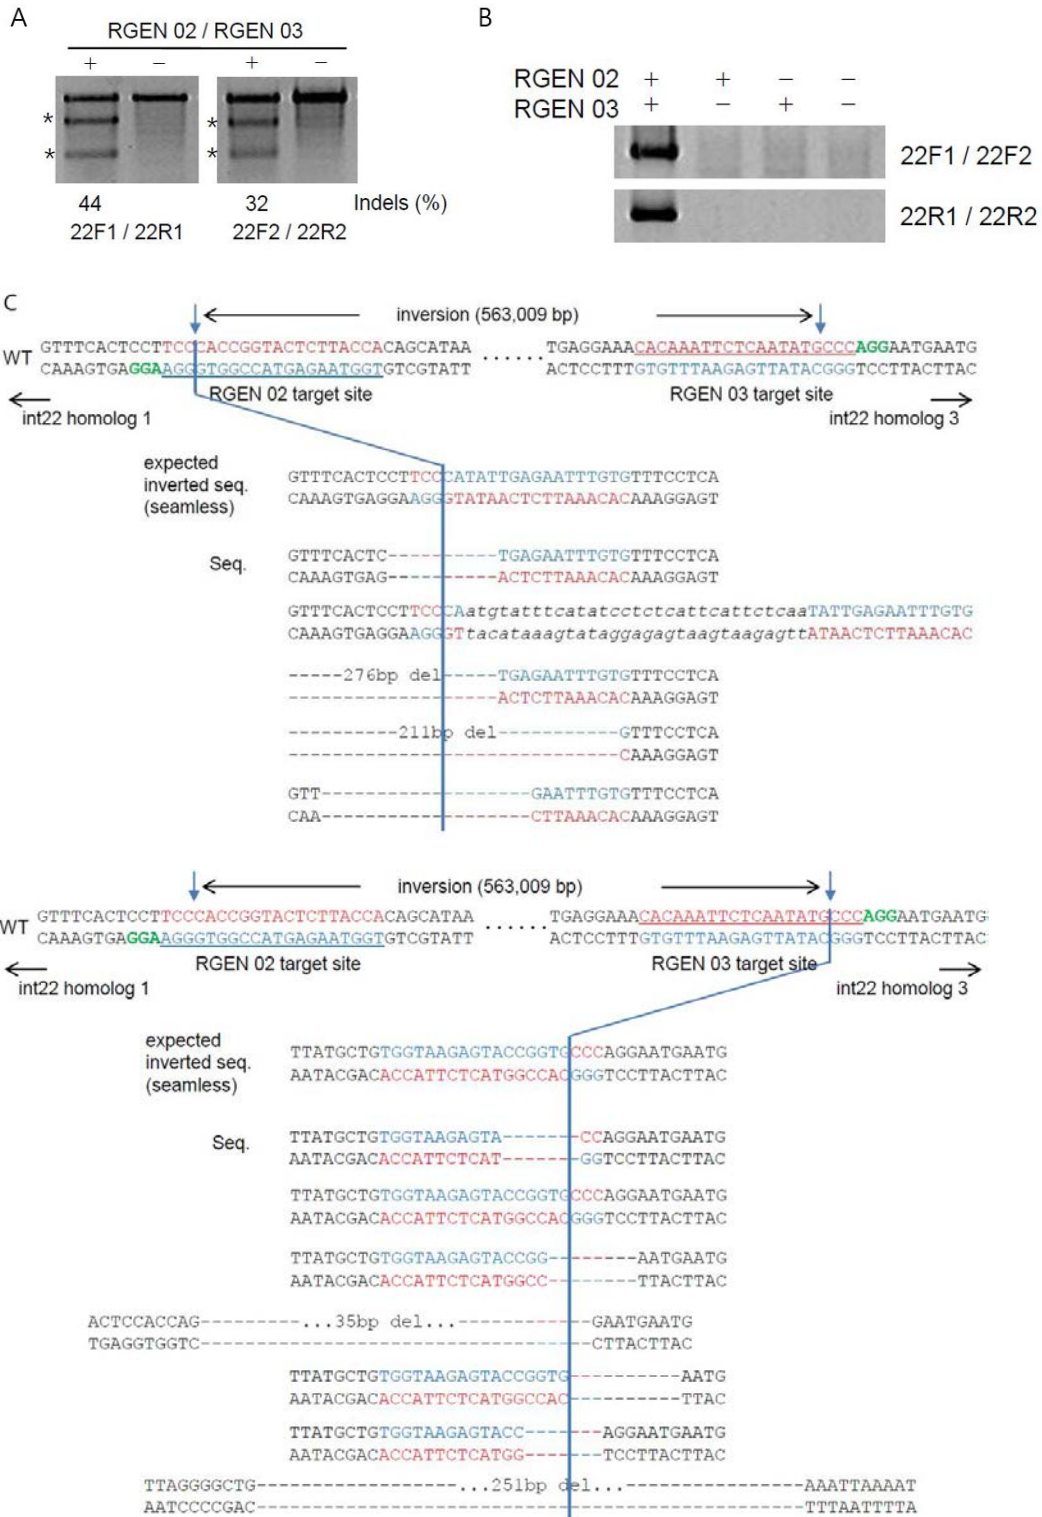 A
RGEN 02 / RGEN 03
+ − + −
*
*
*
*
44 32 Indels (%)
22F1 / 22R1 22F2 / 22R2
B
RGEN 02 + + − −
RGEN 03 + − + −
22F1 / 22F2
22R1 / 22R2
C
inversion (563,009 bp)
WT GTTTCACTCCTTCCCACCGGTACTCTTACCACAGCATAA ...... TGAGGAAACACAAATTCTCAATATGCCCAGGAATGAATG
CAAAGTGAGGAAGGGTGGCCATGAGAATGGTGTCGTATT ACTCCTTTGTGTTTAAGAGTTATACGGGTCCTTACTTAC
RGEN 02 target site RGEN 03 target site
int22 homolog 1 int22 homolog 3
expected
inverted seq.
(seamless)
GTTTCACTCCTTCCCATATTGAGAATTTGTGTTTCCTCA
CAAAGTGAGGAAGGGTATAACTCTTAAACACAAAGGAGT
Seq.
GTTTCACTC----------TGAGAATTTGTGTTTCCTCA
CAAAGTGAG----------ACTCTTAAACACAAAGGAGT
GTTTCACTCCTTCCCAatgtatttcatatcctctcattcattctcaaTATTGAGAATTTGTG
CAAAGTGAGGAAGGGTtacataaagtataggagagtaagtaagagttATAACTCTTAAACAC
-----276bp del-----TGAGAATTTGTGTTTCCTCA
-------------------ACTCTTAAACACAAAGGAGT
----------211bp del-----------GTTTCCTCA
------------------------------CAAAGGAGT
GTT-------------------GAATTTGTGTTTCCTCA
CAA-------------------CTTAAACACAAAGGAGT
inversion (563,009 bp)
WT GTTTCACTCCTTCCCACCGGTACTCTTACCACAGCATAA ...... TGAGGAAACACAAATTCTCAATATGCCCAGGAATGAATG
CAAAGTGAGGAAGGGTGGCCATGAGAATGGTGTCGTATT ACTCCTTTGTGTTTAAGAGTTATACGGGTCCTTACTTAC
RGEN 02 target site RGEN 03 target site
int22 homolog 1 int22 homolog 3
expected
inverted seq.
(seamless)
TTATGCTGTGGTAAGAGTACCGGTGCCCAGGAATGAATG
AATACGACACCATTCTCATGGCCACGGGTCCTTACTTAC
Seq.
TTATGCTGTGGTAAGAGTA-------CCAGGAATGAATG
AATACGACACCATTCTCAT-------GGTCCTTACTTAC
TTATGCTGTGGTAAGAGTACCGGTGCCCAGGAATGAATG
AATACGACACCATTCTCATGGCCACGGGTCCTTACTTAC
TTATGCTGTGGTAAGAGTACCGG--------AATGAATG
AATACGACACCATTCTCATGGCC--------TTACTTAC
ACTCCACCAG---------...35bp del...------------GAATGAATG
TGAGGTGGTC-----------------------------------CTTACTTAC
TTATGCTGTGGTAAGAGTACCGGTG----------AATG
AATACGACACCATTCTCATGGCCAC----------TTAC
TTATGCTGTGGTAAGAGTACC-------AGGAATGAATG
AATACGACACCATTCTCATGG-------TCCTTACTTAC
TTAGGGGCTG------------------...251bp del...----------------AAATTAAAAT
AATCCCCGAC-------------------------------------------------TTTAATTTTA